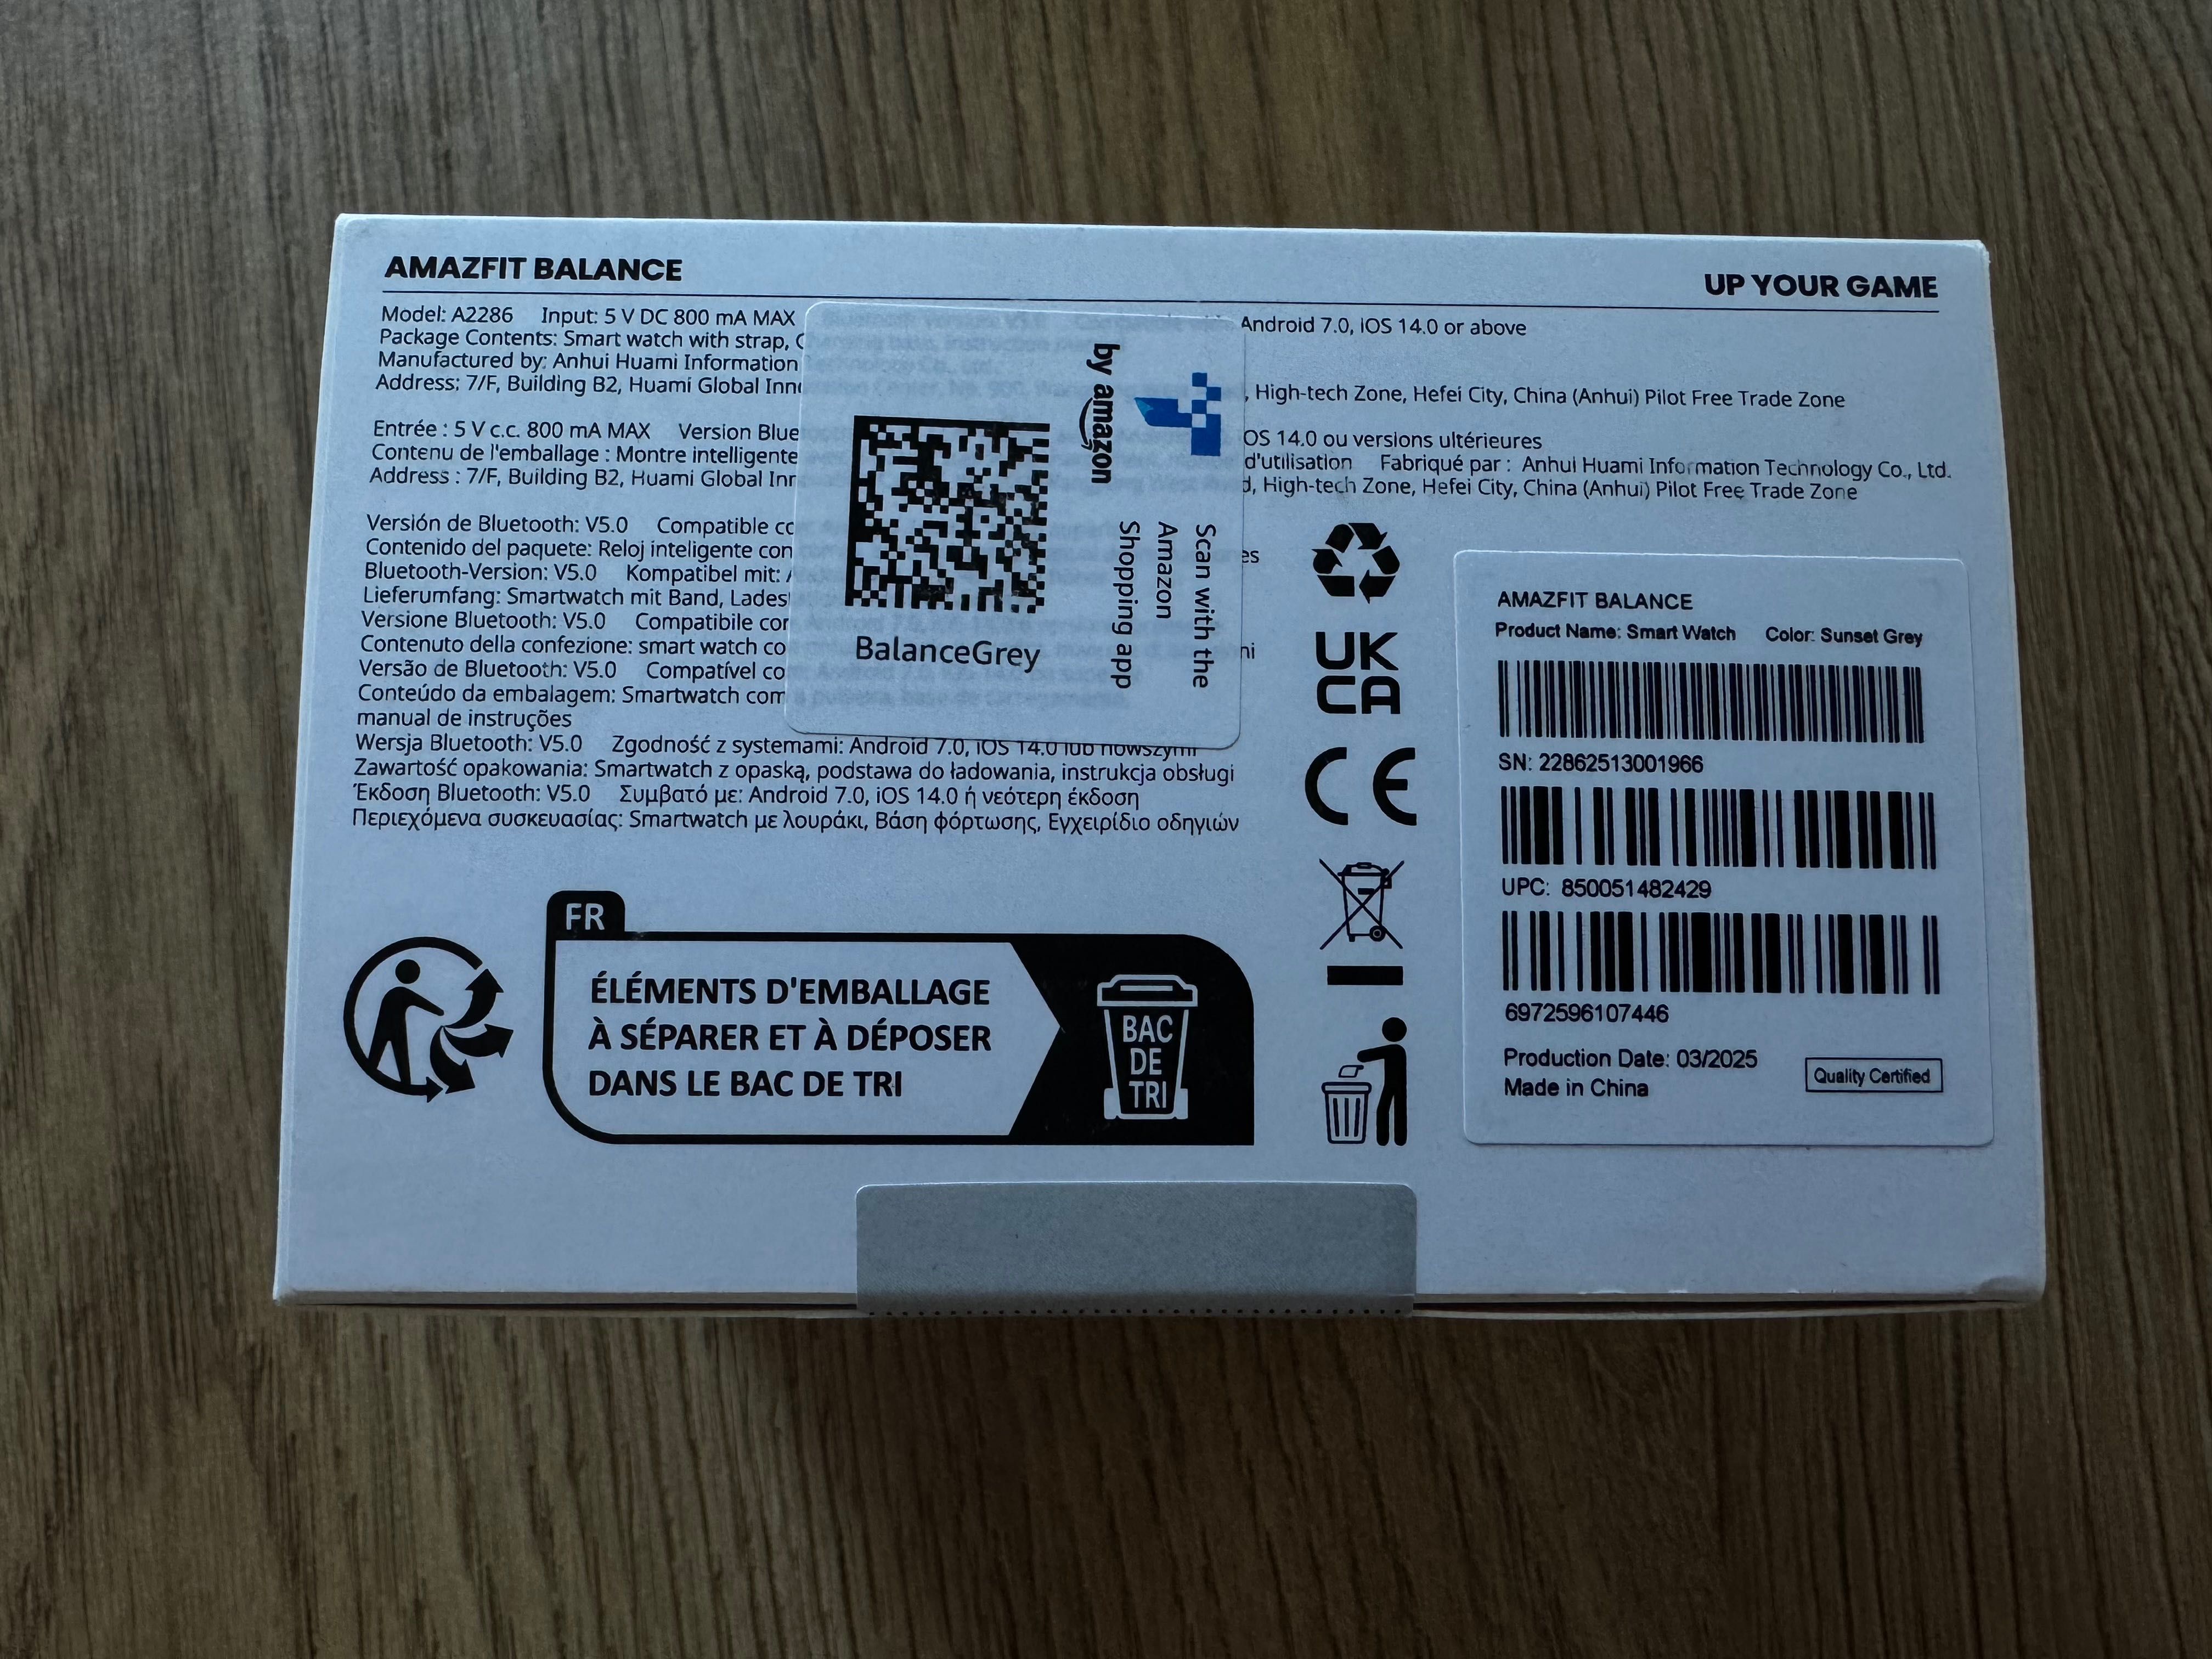 AMAZFIT BALANCE
UP YOUR GAME
Model: A2286 Input: 5 V DC 800 mA MAX
Android 7.0, iOS 14.0 or above
Package Contents: Smart watch with strap,
Manufactured by: Anhui Huami Information
Address: 7/F, Building B2, Huami Global
, High-tech Zone, Hefei City, China (Anhui) Pilot Free Trade Zone
Entrée : 5 V c.c. 800 mA MAX Version
OS 14.0 ou versions ultérieures
Contenu de l'emballage : Montre intelligente
d'utilisation Fabriqué par : Anhui Huami Information Technology Co., Ltd.
Address : 7/F, Building B2, Huami Global
, High-tech Zone, Hefei City, China (Anhui) Pilot Free Trade Zone
Versión de Bluetooth: V5.0 Compatible
Contenido del paquete: Reloj inteligente con
Bluetooth-Version: V5.0 Kompatibel mit:
Lieferumfang: Smartwatch mit Band,
Versione Bluetooth: V5.0 Compatibile
Contenuto della confezione: smart watch
Versão de Bluetooth: V5.0 Compatível
Conteúdo da embalagem: Smartwatch com
manual de instruções
Wersja Bluetooth: V5.0 Zgodność z systemami: Android 7.0, iOS 14.0 lub nowszymi
Zawartość opakowania: Smartwatch z opaską, podstawa do ładowania, instrukcja obsługi
Έκδοση Bluetooth: V5.0 Συμβατό με: Android 7.0, iOS 14.0 ή νεότερη έκδοση
Περιεχόμενα συσκευασίας: Smartwatch με λουράκι, Βάση φόρτωσης, Εγχειρίδιο οδηγιών
by amazon
Scan with the
Amazon
Shopping app
BalanceGrey
UK
CA
CE
FR
ÉLÉMENTS D'EMBALLAGE
À SÉPARER ET À DÉPOSER
DANS LE BAC DE TRI
BAC
DE
TRI
AMAZFIT BALANCE
Product Name: Smart Watch Color: Sunset Grey
SN: 22862513001966
UPC: 850051482429
6972596107446
Production Date: 03/2025
Made in China
Quality Certified